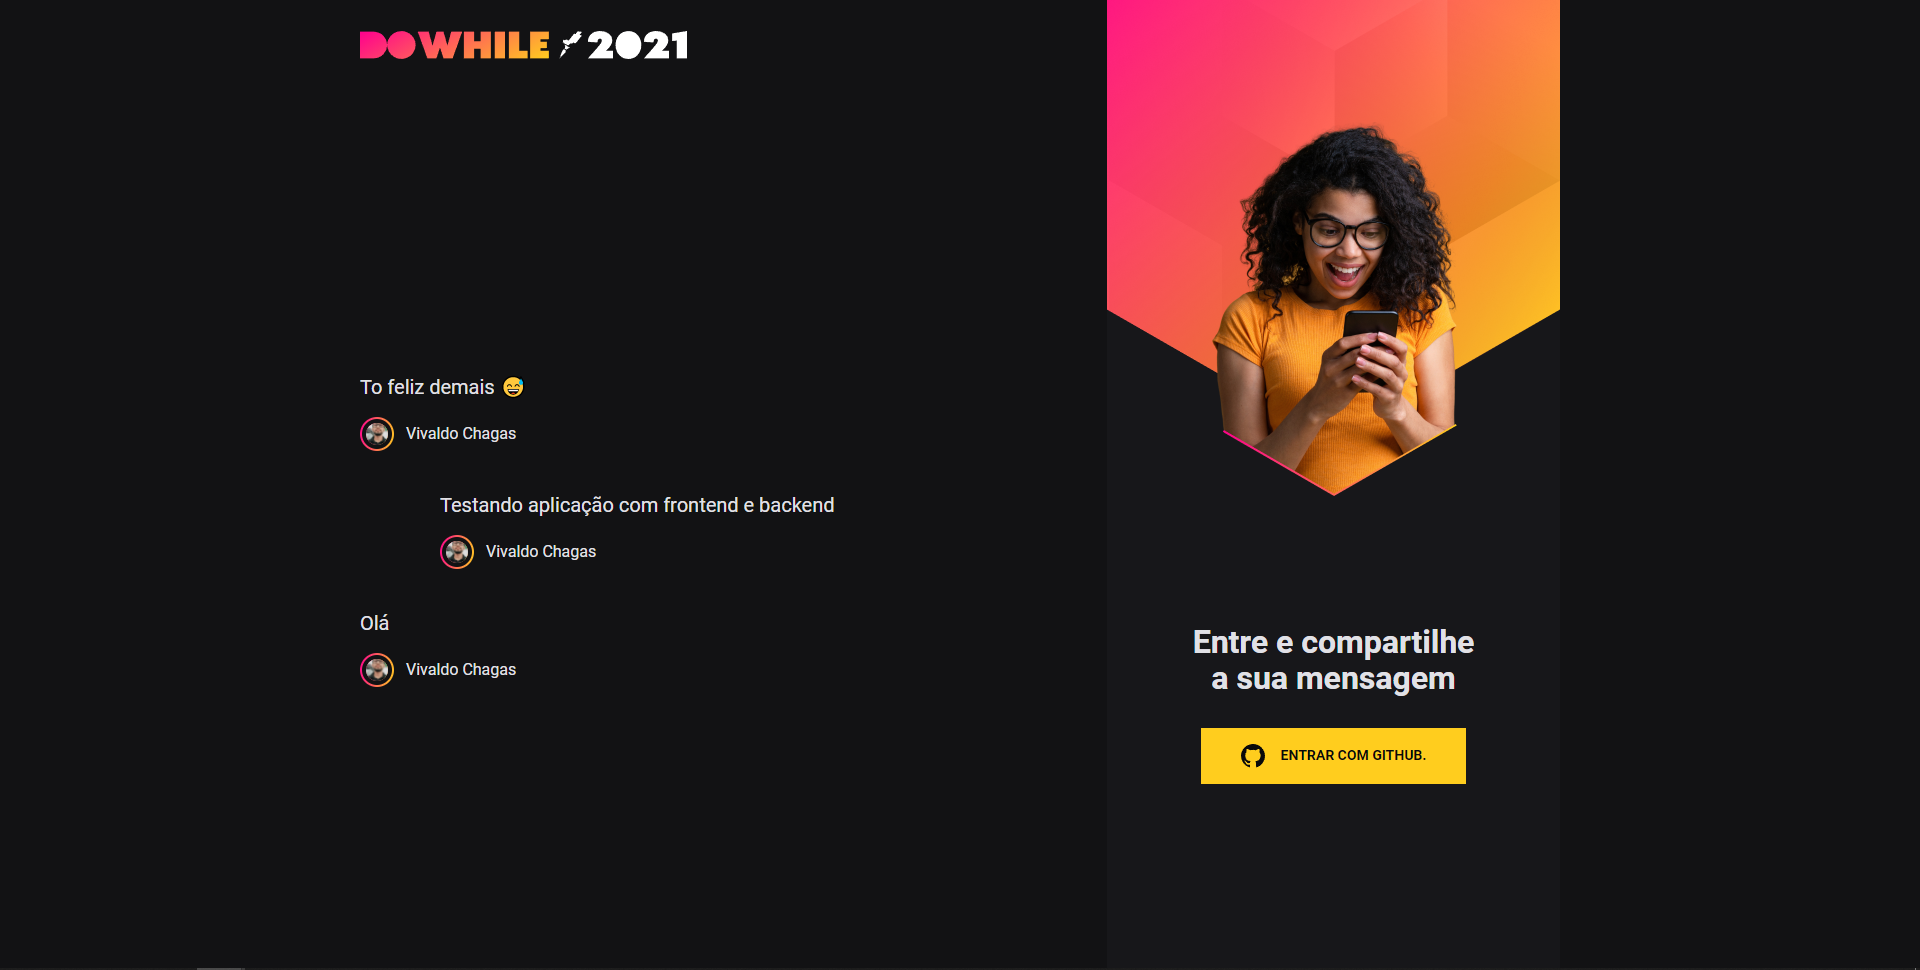 DOWHILE 2021
To feliz demais 😅
Vivaldo Chagas
Testando aplicação com frontend e backend
Vivaldo Chagas
Olá
Vivaldo Chagas
Entre e compartilhe
a sua mensagem
ENTRAR COM GITHUB.